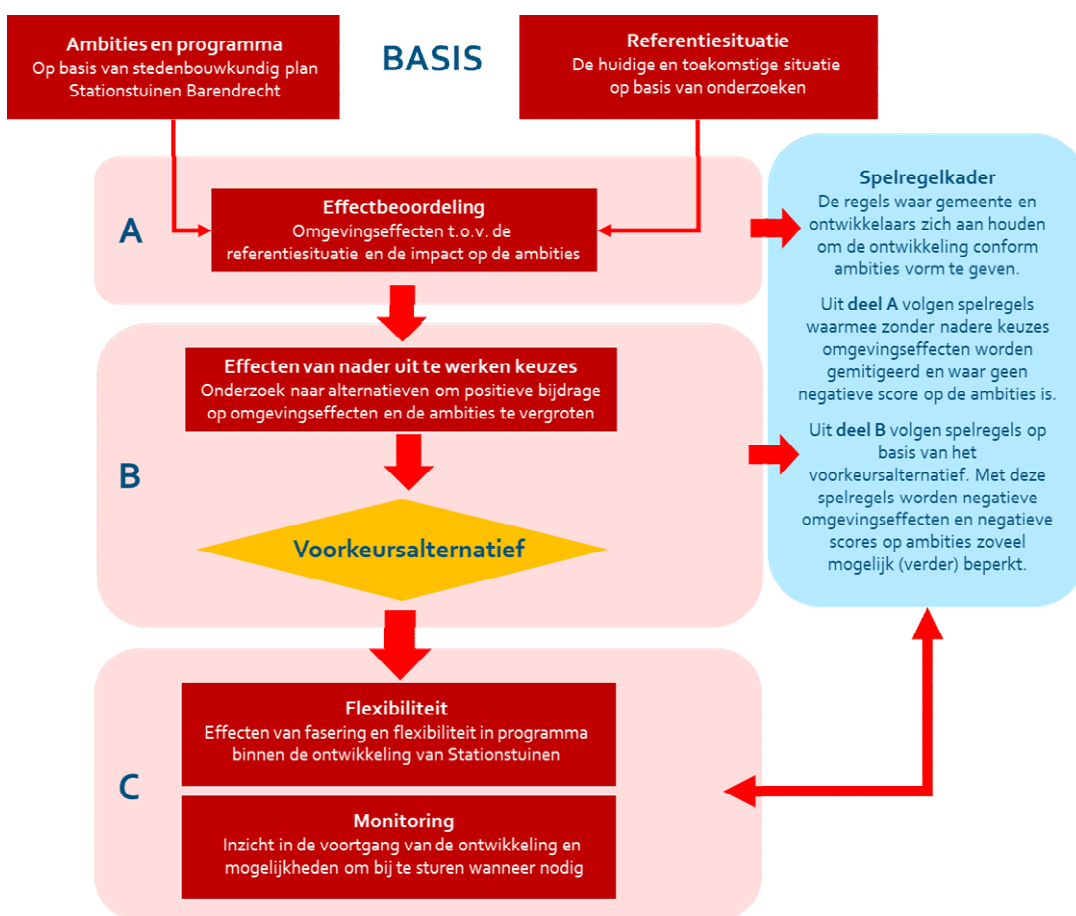 Ambities en programma
Op basis van stedenbouwkundig plan
Stationstuinen Barendrecht
BASIS
Referentiesituatie
De huidige en toekomstige situatie
op basis van onderzoeken
A
Effectbeoordeling
Omgevingseffecten t.o.v. de
referentiesituatie en de impact op de ambities
B
Effecten van nader uit te werken keuzes
Onderzoek naar alternatieven om positieve bijdrage
op omgevingseffecten en de ambities te vergroten
Voorkeursalternatief
C
Flexibiliteit
Effecten van fasering en flexibiliteit in programma
binnen de ontwikkeling van Stationstuinen
Monitoring
Inzicht in de voortgang van de ontwikkeling en
mogelijkheden om bij te sturen wanneer nodig
Spelregelkader
De regels waar gemeente en
ontwikkelaars zich aan houden
om de ontwikkeling conform
ambities vorm te geven.
Uit deel A volgen spelregels
waarmee zonder nadere keuzes
omgevingseffecten worden
gemitigeerd en waar geen
negatieve score op de ambities is.
Uit deel B volgen spelregels op
basis van het
voorkeursalternatief. Met deze
spelregels worden negatieve
omgevingseffecten en negatieve
scores op ambities zoveel
mogelijk (verder) beperkt.